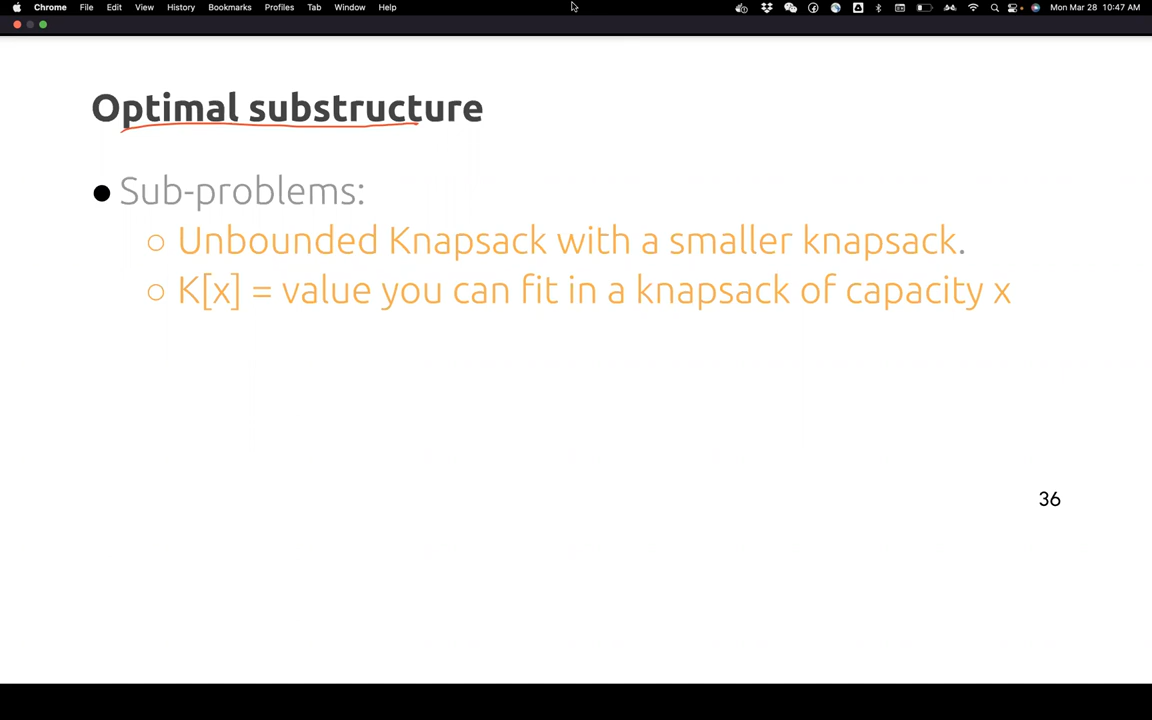 Chrome File Edit View History Bookmarks Profiles Tab Window Help Mon Mar 28 10:47 AM
Optimal substructure
● Sub-problems:
○ Unbounded Knapsack with a smaller knapsack.
○ K[x] = value you can fit in a knapsack of capacity x
36